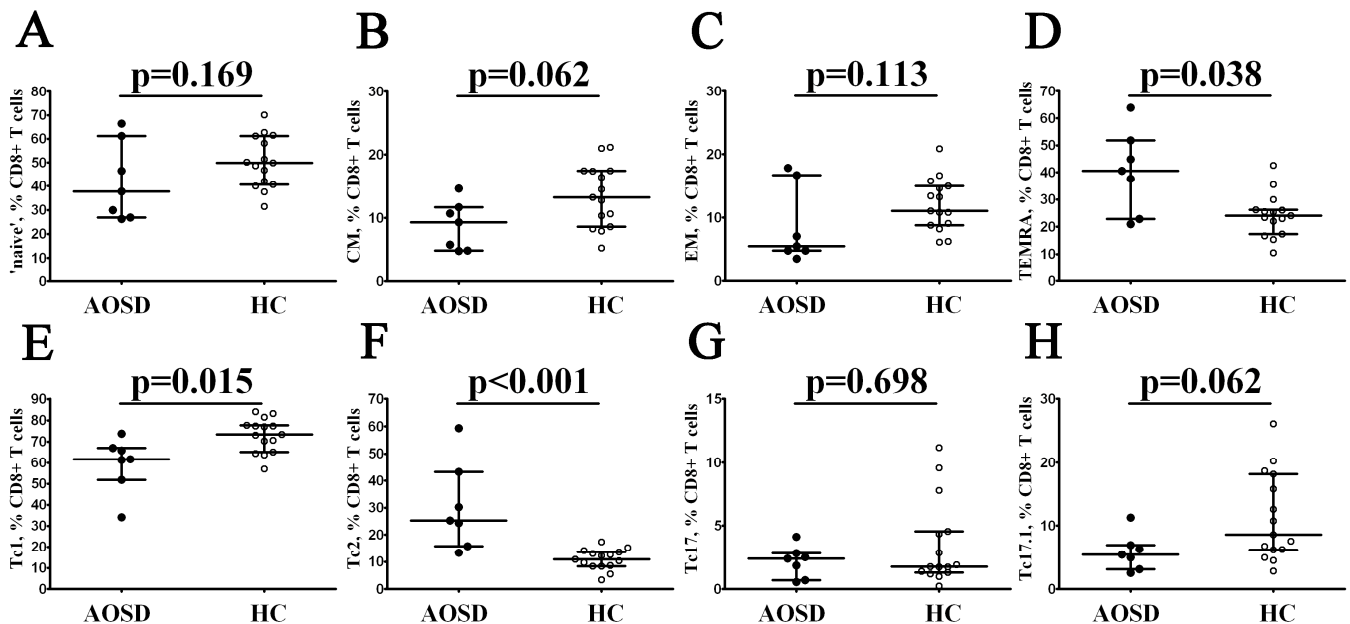 A
p=0.169
'naive', % CD8+ T cells
80
70
60
50
40
30
20
10
0
AOSD HC
B
p=0.062
CM, % CD8+ T cells
30
20
10
0
AOSD HC
C
p=0.113
EM, % CD8+ T cells
30
20
10
0
AOSD HC
D
p=0.038
TEMRA, % CD8+ T cells
70
60
50
40
30
20
10
0
AOSD HC
E
p=0.015
Tc1, % CD8+ T cells
90
80
70
60
50
40
30
20
10
0
AOSD HC
F
p<0.001
Tc2, % CD8+ T cells
70
60
50
40
30
20
10
0
AOSD HC
G
p=0.698
Tc17, % CD8+ T cells
15
10
5
0
AOSD HC
H
p=0.062
Tc17.1, % CD8+ T cells
30
20
10
0
AOSD HC